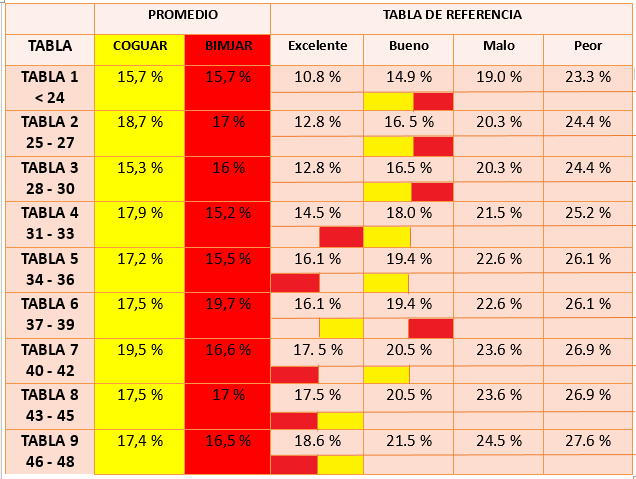 PROMEDIO TABLA DE REFERENCIA
TABLA COGUAR BIMJAR Excelente Bueno Malo Peor
TABLA 1 15,7 % 15,7 % 10.8 % 14.9 % 19.0 % 23.3 %
< 24
TABLA 2 18,7 % 17 % 12.8 % 16. 5 % 20.3 % 24.4 %
25 - 27
TABLA 3 15,3 % 16 % 12.8 % 16.5 % 20.3 % 24.4 %
28 - 30
TABLA 4 17,9 % 15,2 % 14.5 % 18.0 % 21.5 % 25.2 %
31 - 33
TABLA 5 17,2 % 15,5 % 16.1 % 19.4 % 22.6 % 26.1 %
34 - 36
TABLA 6 17,5 % 19,7 % 16.1 % 19.4 % 22.6 % 26.1 %
37 - 39
TABLA 7 19,5 % 16,6 % 17. 5 % 20.5 % 23.6 % 26.9 %
40 - 42
TABLA 8 17,5 % 17 % 17.5 % 20.5 % 23.6 % 26.9 %
43 - 45
TABLA 9 17,4 % 16,5 % 18.6 % 21.5 % 24.5 % 27.6 %
46 - 48